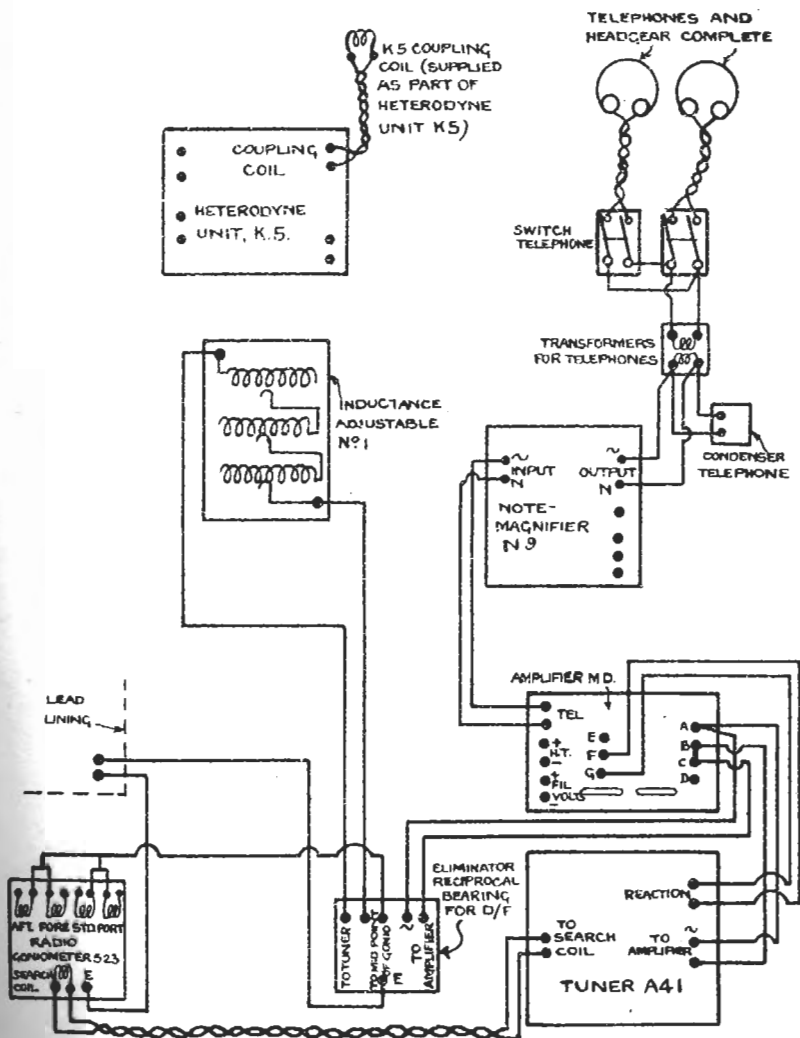 TELEPHONES AND
HEADGEAR COMPLETE
K5 COUPLING
COIL (SUPPLIED
AS PART OF
HETERODYNE
UNIT K5)
COUPLING
COIL
HETERODYNE
UNIT, K.5.
SWITCH
TELEPHONE
TRANSFORMERS
FOR TELEPHONES
CONDENSER
TELEPHONE
INDUCTANCE
ADJUSTABLE
Nº1
~ INPUT N
OUTPUT ~ N
NOTE-
MAGNIFIER
N 9
AMPLIFIER M.D.
TEL
+ H.T. -
+ FIL VOLTS -
E
F
G
A
B
C
D
LEAD
LINING
ELIMINATOR
RECIPROCAL
BEARING
FOR D/F
TO TUNER
TO MID POINT
OF GONIO
E
~
TO
AMPLIFIER
AFT FORE STD PORT
RADIO
GONIOMETER S23
SEARCH
COIL
E
REACTION
TO
SEARCH
COIL
~
TO
AMPLIFIER
TUNER A41